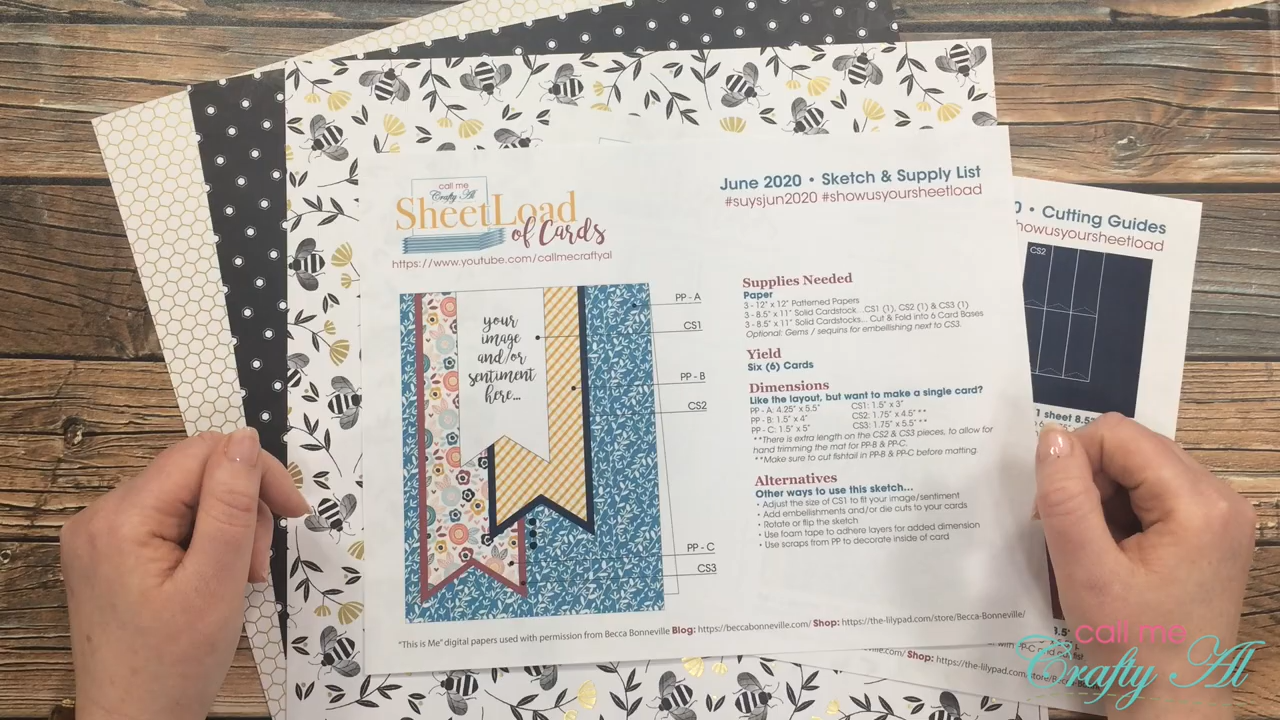 call me
Crafty Al
SheetLoad
of Cards
https://www.youtube.com/callmecraftyal
June 2020 • Sketch & Supply List
#suysjun2020 #showusyoursheetload
your
image
and/or
sentiment
here...
PP - A
CS1
PP - B
CS2
PP - C
CS3
Supplies Needed
Paper
3 - 12" x 12" Patterned Papers
3 - 8.5" x 11" Solid Cardstock...CS1 (1), CS2 (1) & CS3 (1)
3 - 8.5" x 11" Solid Cardstocks... Cut & Fold into 6 Card Bases
Optional: Gems / sequins for embellishing next to CS3.
Yield
Six (6) Cards
Dimensions
Like the layout, but want to make a single card?
PP - A: 4.25" x 5.5" CS1: 1.5" x 3"
PP - B: 1.5" x 4" CS2: 1.75" x 4.5" **
PP - C: 1.5" x 5" CS3: 1.75" x 5.5" **
**There is extra length on the CS2 & CS3 pieces, to allow for
hand trimming the mat for PP-B & PP-C.
**Make sure to cut fishtail in PP-B & PP-C before matting.
Alternatives
Other ways to use this sketch...
• Adjust the size of CS1 to fit your image/sentiment
• Add embellishments and/or die cuts to your cards
• Rotate or flip the sketch
• Use foam tape to adhere layers for added dimension
• Use scraps from PP to decorate inside of card
"This is Me" digital papers used with permission from Becca Bonneville Blog: https://beccabonneville.com/ Shop: https://the-lilypad.com/store/Becca-Bonneville/
0 • Cutting Guides
howusyoursheetload
CS2
1 sheet 8.5"
Shop: https://the-lilypad.com/store/
call me
Crafty Al